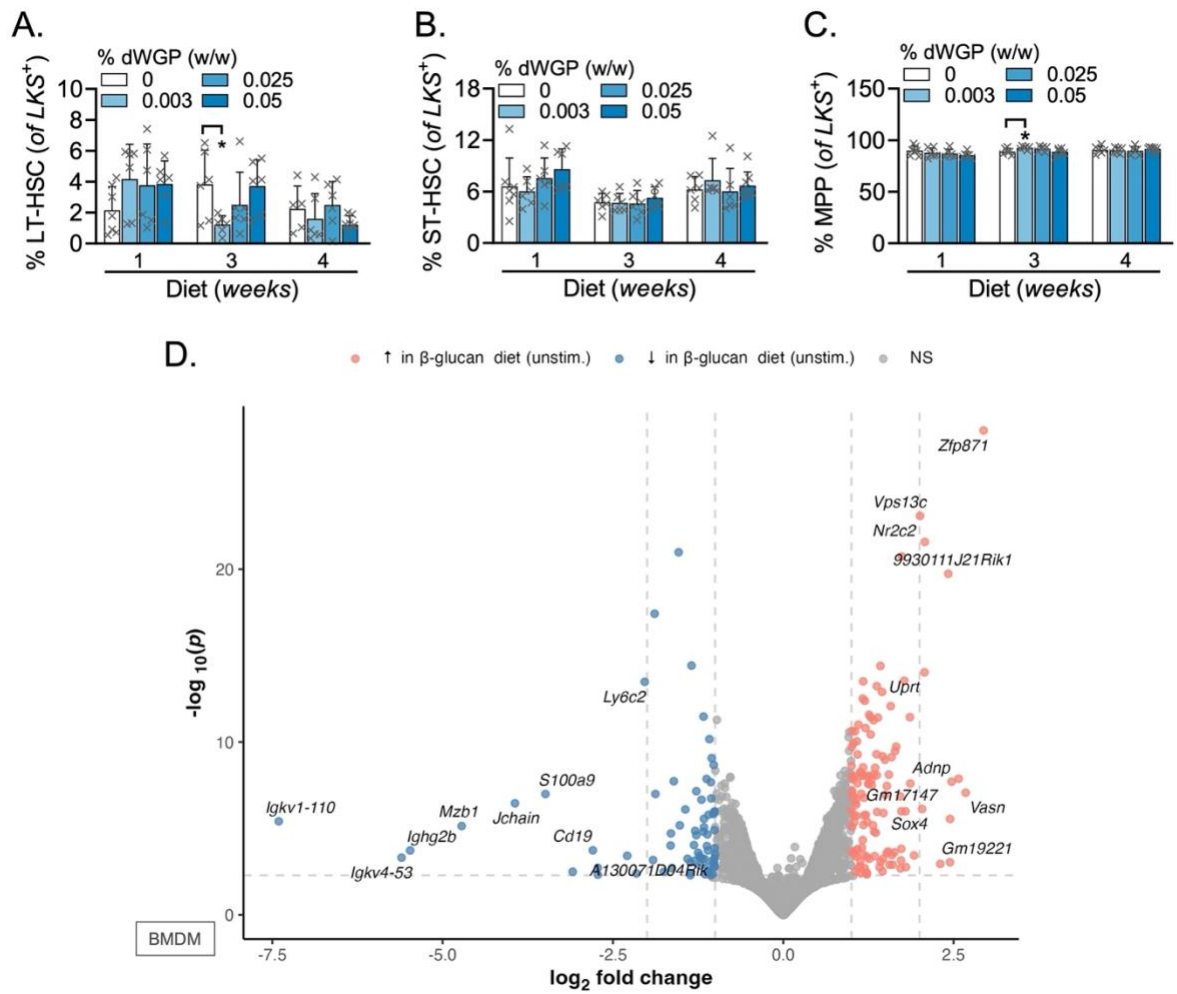 A.
% dWGP (w/w)
0
0.025
0.003
0.05
% LT-HSC (of LKS+)
10
8
6
4
2
0
*
1
3
4
Diet (weeks)
B.
% dWGP (w/w)
0
0.025
0.003
0.05
% ST-HSC (of LKS+)
18
12
6
0
1
3
4
Diet (weeks)
C.
% dWGP (w/w)
0
0.025
0.003
0.05
% MPP (of LKS+)
150
100
50
0
*
1
3
4
Diet (weeks)
D.
↑ in β-glucan diet (unstim.)
↓ in β-glucan diet (unstim.)
NS
-log 10(p)
20
10
0
Zfp871
Vps13c
Nr2c2
9930111J21Rik1
Ly6c2
Uprt
S100a9
Adnp
Igkv1-110
Mzb1
Jchain
Gm17147
Vasn
Ighg2b
Cd19
Sox4
Igkv4-53
A130071D04Rik
Gm19221
BMDM
-7.5
-5.0
-2.5
0.0
2.5
log2 fold change